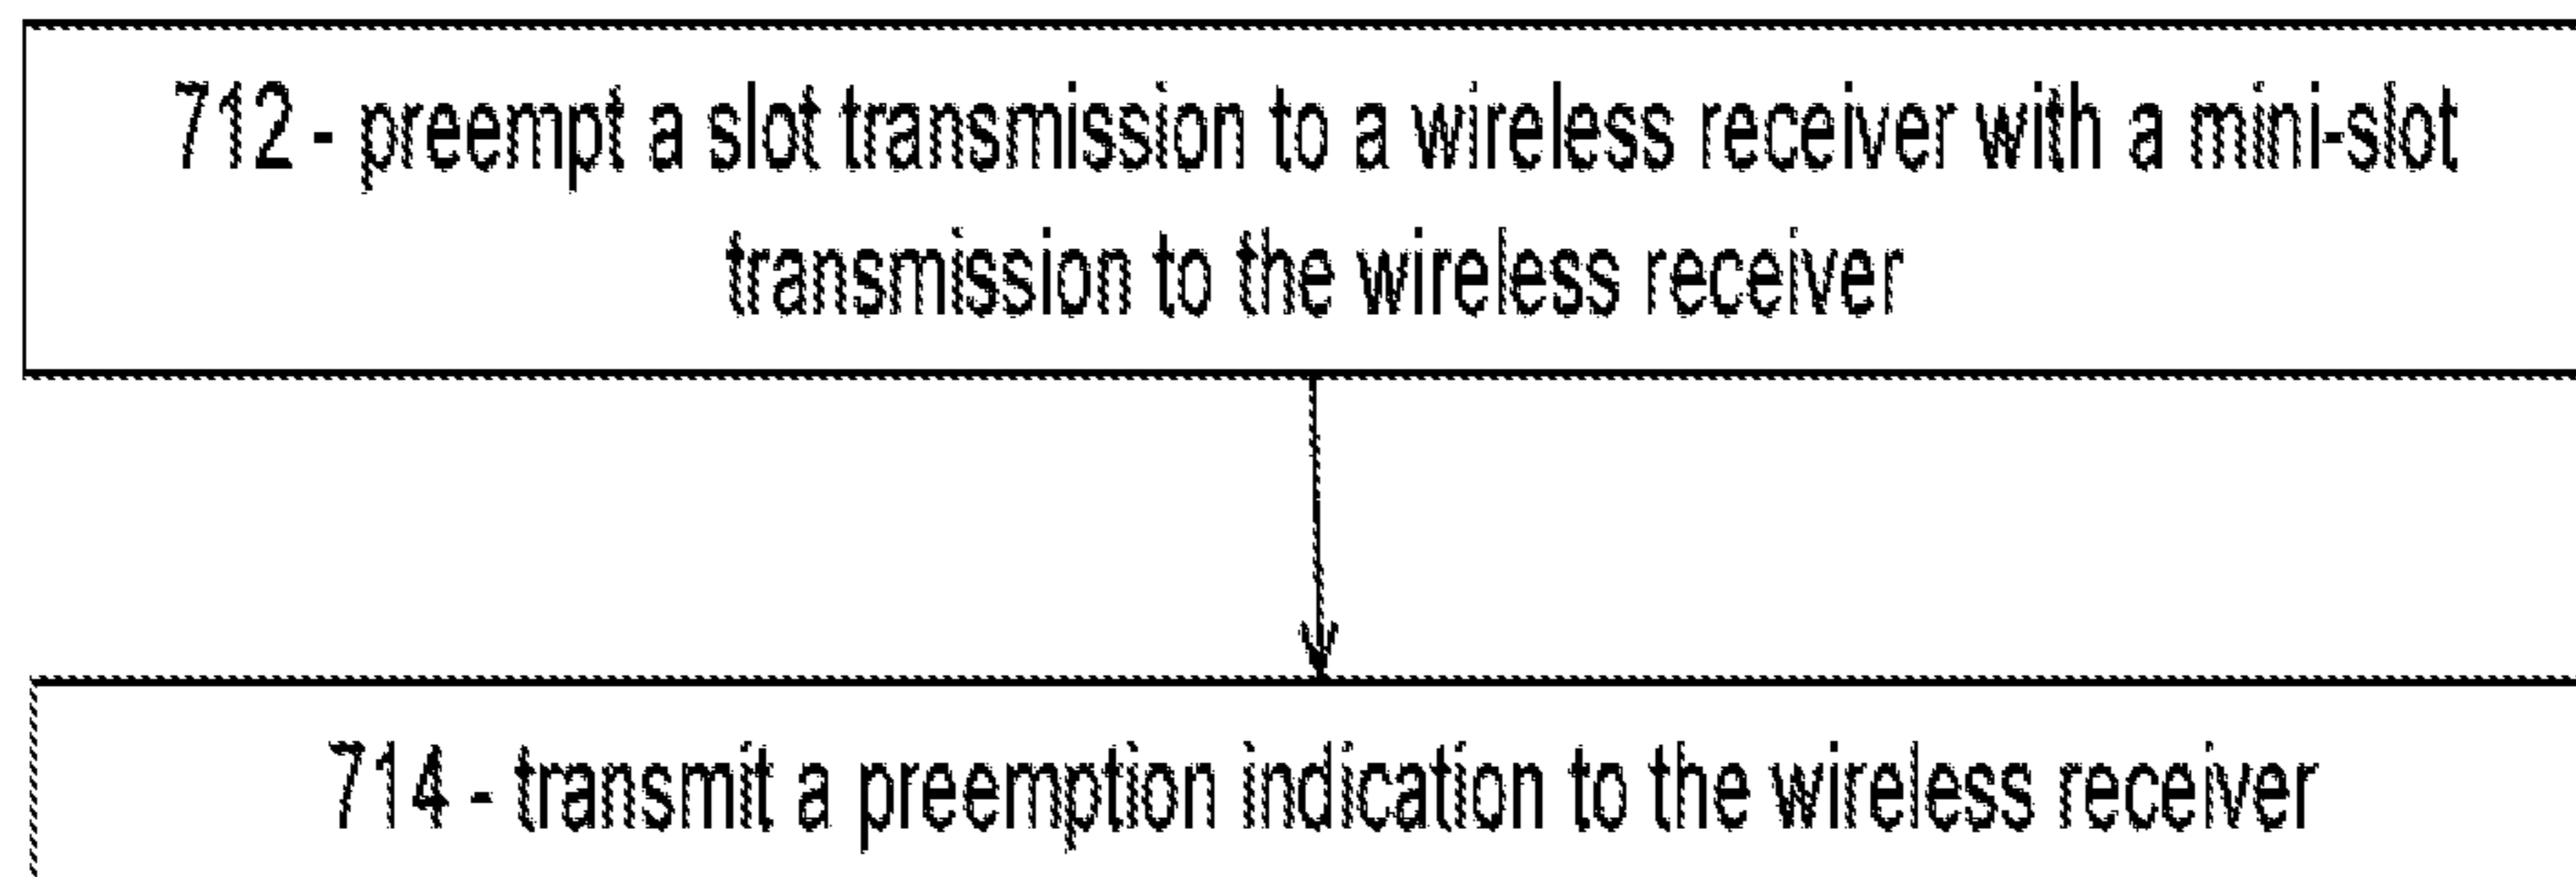 712 - preempt a slot transmission to a wireless receiver with a mini-slot
transmission to the wireless receiver
714 - transmit a preemption indication to the wireless receiver